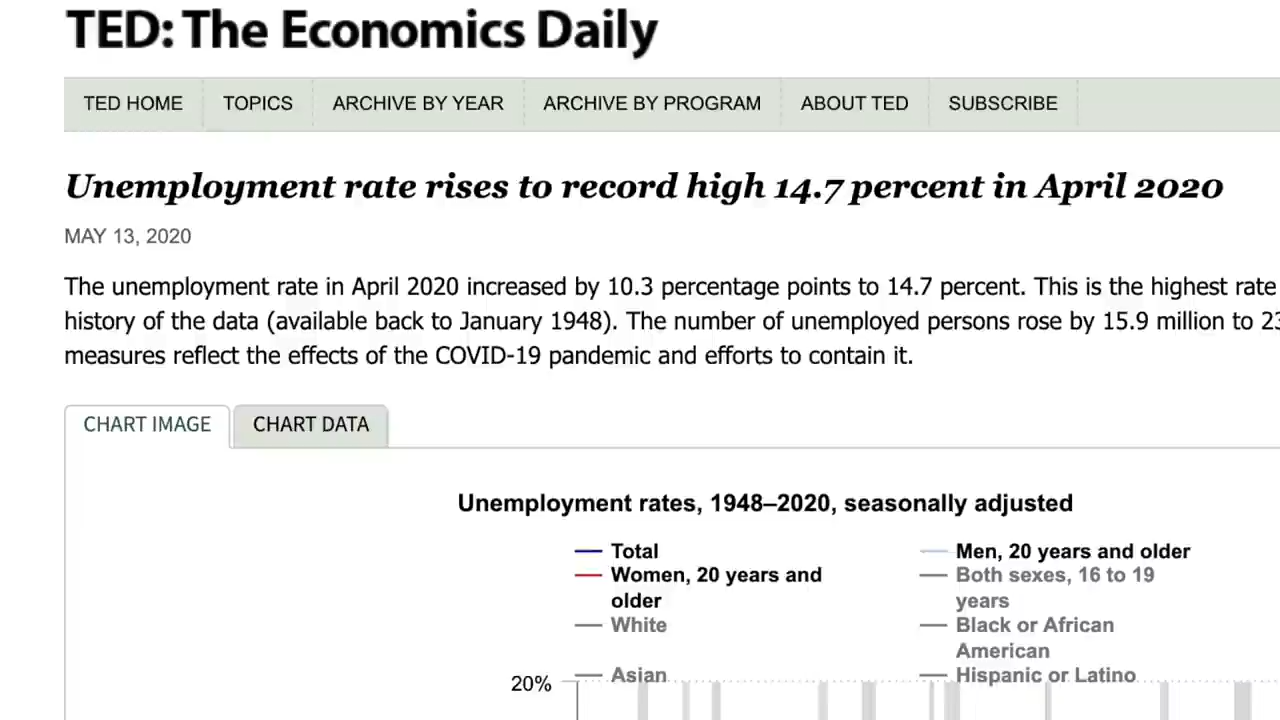 TED: The Economics Daily
TED HOME TOPICS ARCHIVE BY YEAR ARCHIVE BY PROGRAM ABOUT TED SUBSCRIBE
Unemployment rate rises to record high 14.7 percent in April 2020
MAY 13, 2020
The unemployment rate in April 2020 increased by 10.3 percentage points to 14.7 percent. This is the highest rate
history of the data (available back to January 1948). The number of unemployed persons rose by 15.9 million to 23
measures reflect the effects of the COVID-19 pandemic and efforts to contain it.
CHART IMAGE CHART DATA
Unemployment rates, 1948–2020, seasonally adjusted
Total Men, 20 years and older
Women, 20 years and Both sexes, 16 to 19
older years
White Black or African
American
Asian Hispanic or Latino
20%